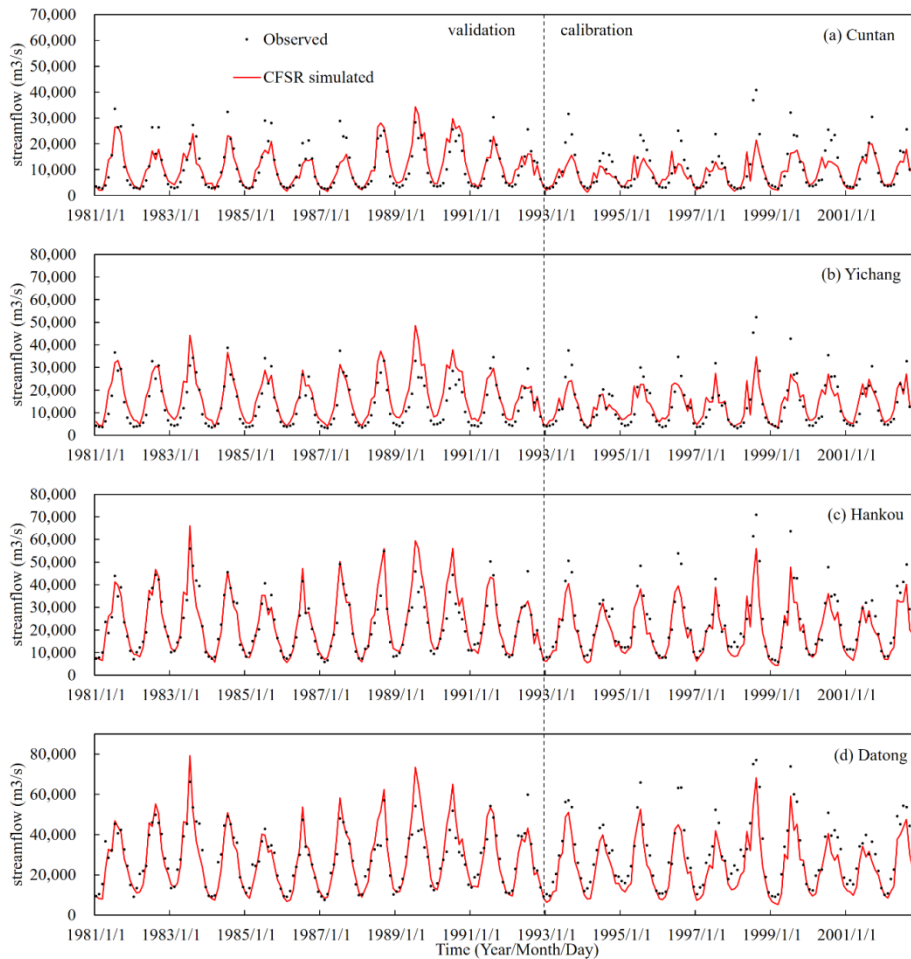 70,000
60,000
50,000
40,000
30,000
20,000
10,000
0
streamflow (m3/s)
Observed
CFSR simulated
validation
calibration
(a) Cuntan
1981/1/1 1983/1/1 1985/1/1 1987/1/1 1989/1/1 1991/1/1 1993/1/1 1995/1/1 1997/1/1 1999/1/1 2001/1/1
80,000
70,000
60,000
50,000
40,000
30,000
20,000
10,000
0
streamflow (m3/s)
(b) Yichang
1981/1/1 1983/1/1 1985/1/1 1987/1/1 1989/1/1 1991/1/1 1993/1/1 1995/1/1 1997/1/1 1999/1/1 2001/1/1
80,000
70,000
60,000
50,000
40,000
30,000
20,000
10,000
0
streamflow (m3/s)
(c) Hankou
1981/1/1 1983/1/1 1985/1/1 1987/1/1 1989/1/1 1991/1/1 1993/1/1 1995/1/1 1997/1/1 1999/1/1 2001/1/1
80,000
60,000
40,000
20,000
0
streamflow (m3/s)
(d) Datong
1981/1/1 1983/1/1 1985/1/1 1987/1/1 1989/1/1 1991/1/1 1993/1/1 1995/1/1 1997/1/1 1999/1/1 2001/1/1
Time (Year/Month/Day)